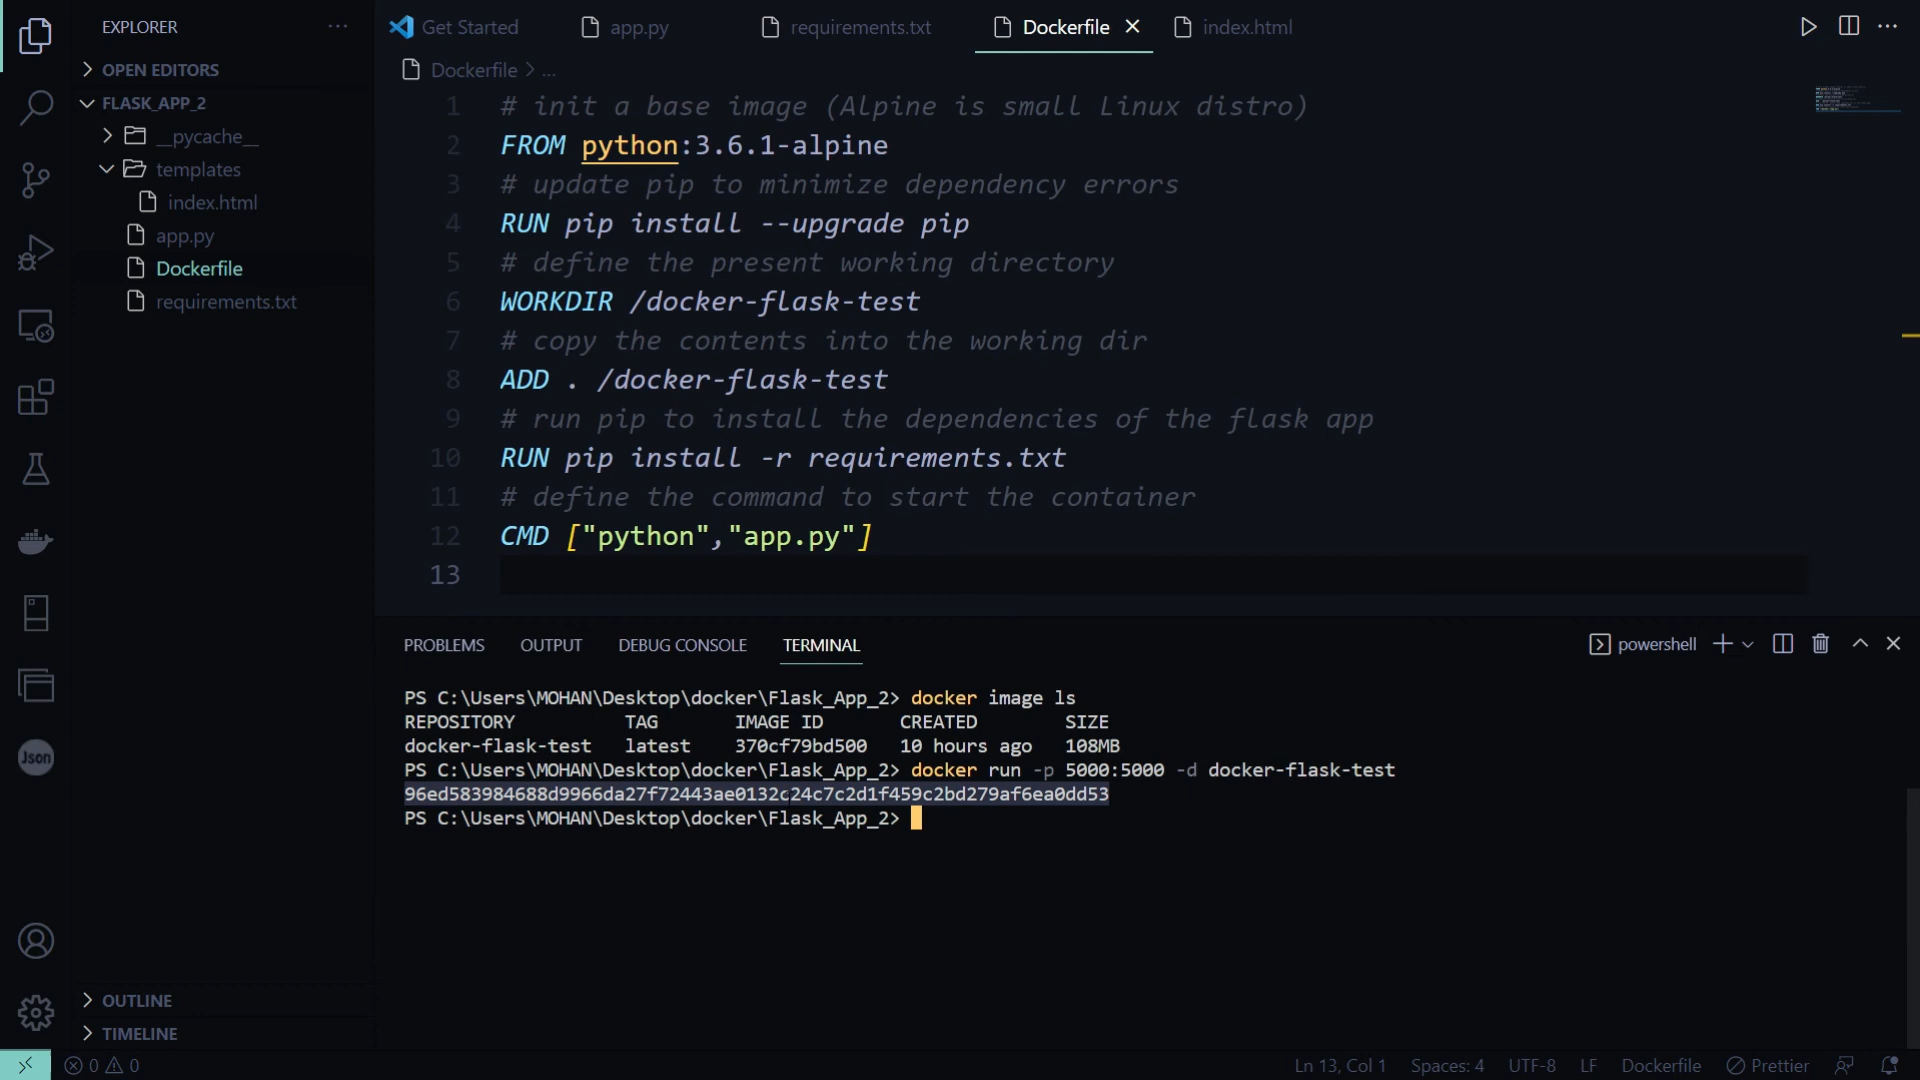 EXPLORER
OPEN EDITORS
FLASK_APP_2
__pycache__
templates
index.html
app.py
Dockerfile
requirements.txt
OUTLINE
TIMELINE
Json
Get Started
app.py
requirements.txt
Dockerfile
index.html
Dockerfile > ...
1 # init a base image (Alpine is small Linux distro)
2 FROM python:3.6.1-alpine
3 # update pip to minimize dependency errors
4 RUN pip install --upgrade pip
5 # define the present working directory
6 WORKDIR /docker-flask-test
7 # copy the contents into the working dir
8 ADD . /docker-flask-test
9 # run pip to install the dependencies of the flask app
10 RUN pip install -r requirements.txt
11 # define the command to start the container
12 CMD ["python","app.py"]
13
PROBLEMS OUTPUT DEBUG CONSOLE TERMINAL powershell
PS C:\Users\MOHAN\Desktop\docker\Flask_App_2> docker image ls
REPOSITORY TAG IMAGE ID CREATED SIZE
docker-flask-test latest 370cf79bd500 10 hours ago 108MB
PS C:\Users\MOHAN\Desktop\docker\Flask_App_2> docker run -p 5000:5000 -d docker-flask-test
96ed583984688d9966da27f72443ae0132c24c7c2d1f459c2bd279af6ea0dd53
PS C:\Users\MOHAN\Desktop\docker\Flask_App_2>
0 0 Ln 13, Col 1 Spaces: 4 UTF-8 LF Dockerfile Prettier